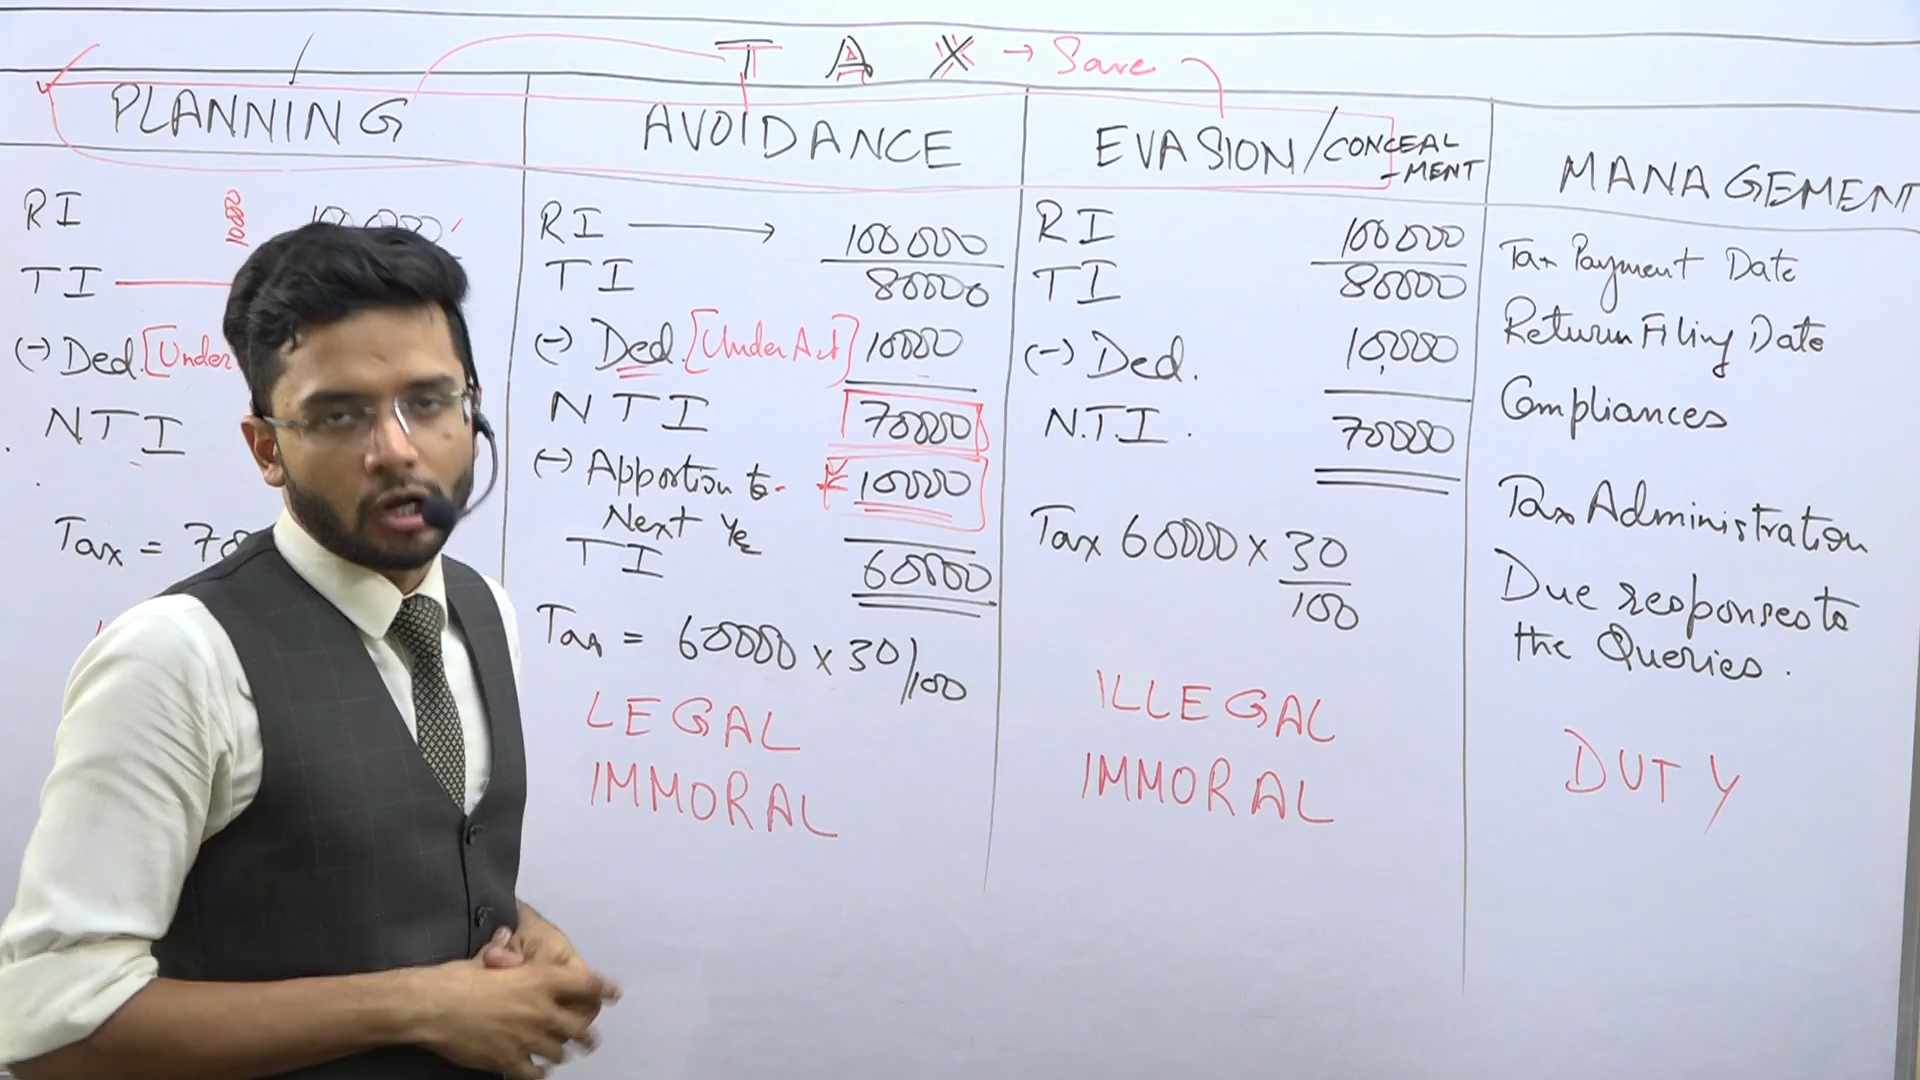 T A X → Save
PLANNING
RI 10000
TI
(-) Ded. [Under
NTI
Tax = 70
AVOIDANCE
RI → 100000
TI 80000
(-) Ded. [Under Act] 10000
NTI 70000
(-) Apportion to 10000
Next Yr
TI 60000
Tax = 60000 x 30/100
LEGAL
IMMORAL
EVASION/CONCEAL
-MENT
RI 100000
TI 80000
(-) Ded. 10,000
N.T.I. 70000
Tax 60000 x 30
100
ILLEGAL
IMMORAL
MANAGEMENT
Tax Payment Date
Return Filing Date
Compliances
Tax Administration
Due responses to
the Queries.
DUTY